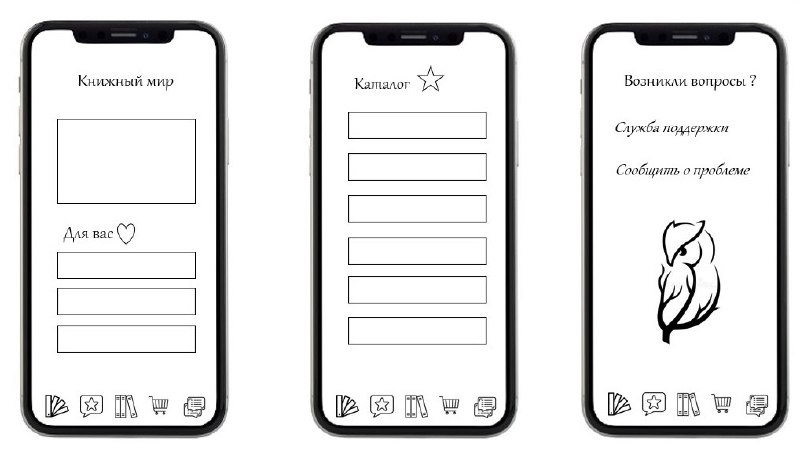 Книжный мир
Для вас
Каталог
Возникли вопросы ?
Служба поддержки
Сообщить о проблеме